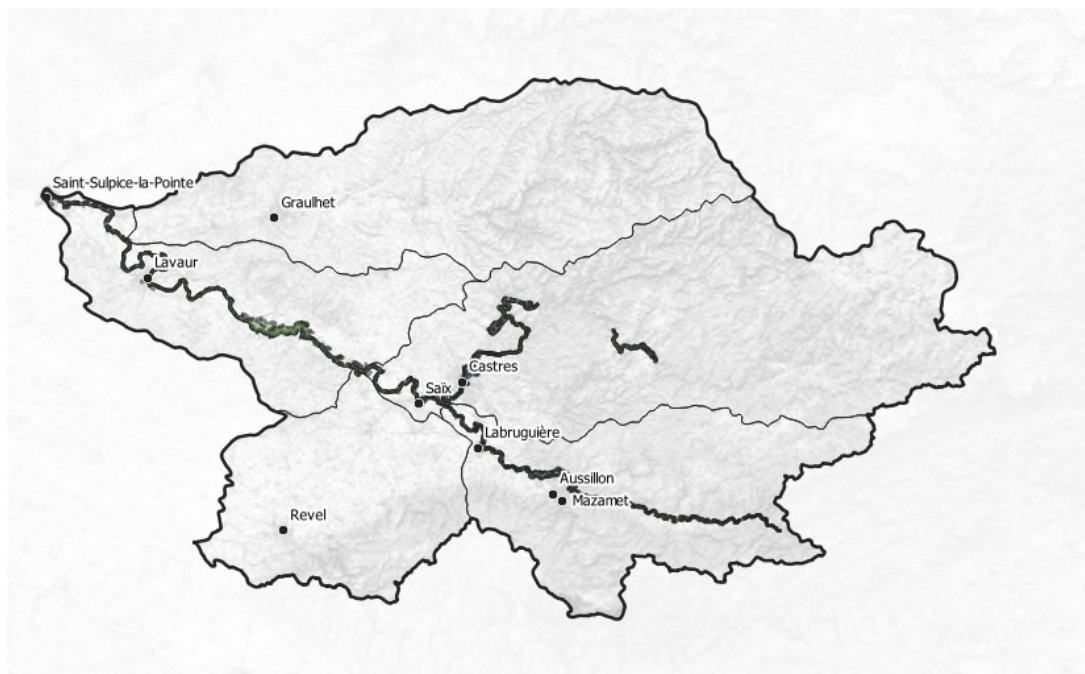 Saint-Sulpice-la-Pointe
Graulhet
Lavaur
Castres
Saïx
Labruguière
Aussillon
Mazamet
Revel